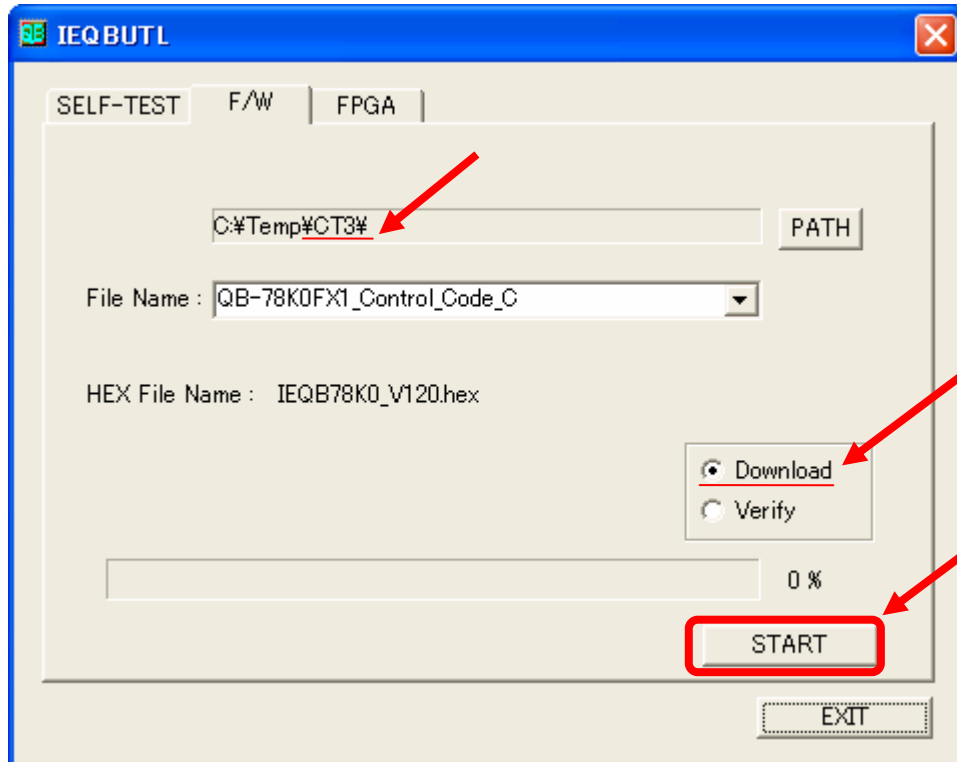 QB IEQBUTL
SELF-TEST F/W FPGA
C:¥Temp¥CT3¥ PATH
File Name : QB-78K0FX1_Control_Code_C
HEX File Name : IEQB78K0_V120.hex
Download
Verify
0 %
START
EXIT